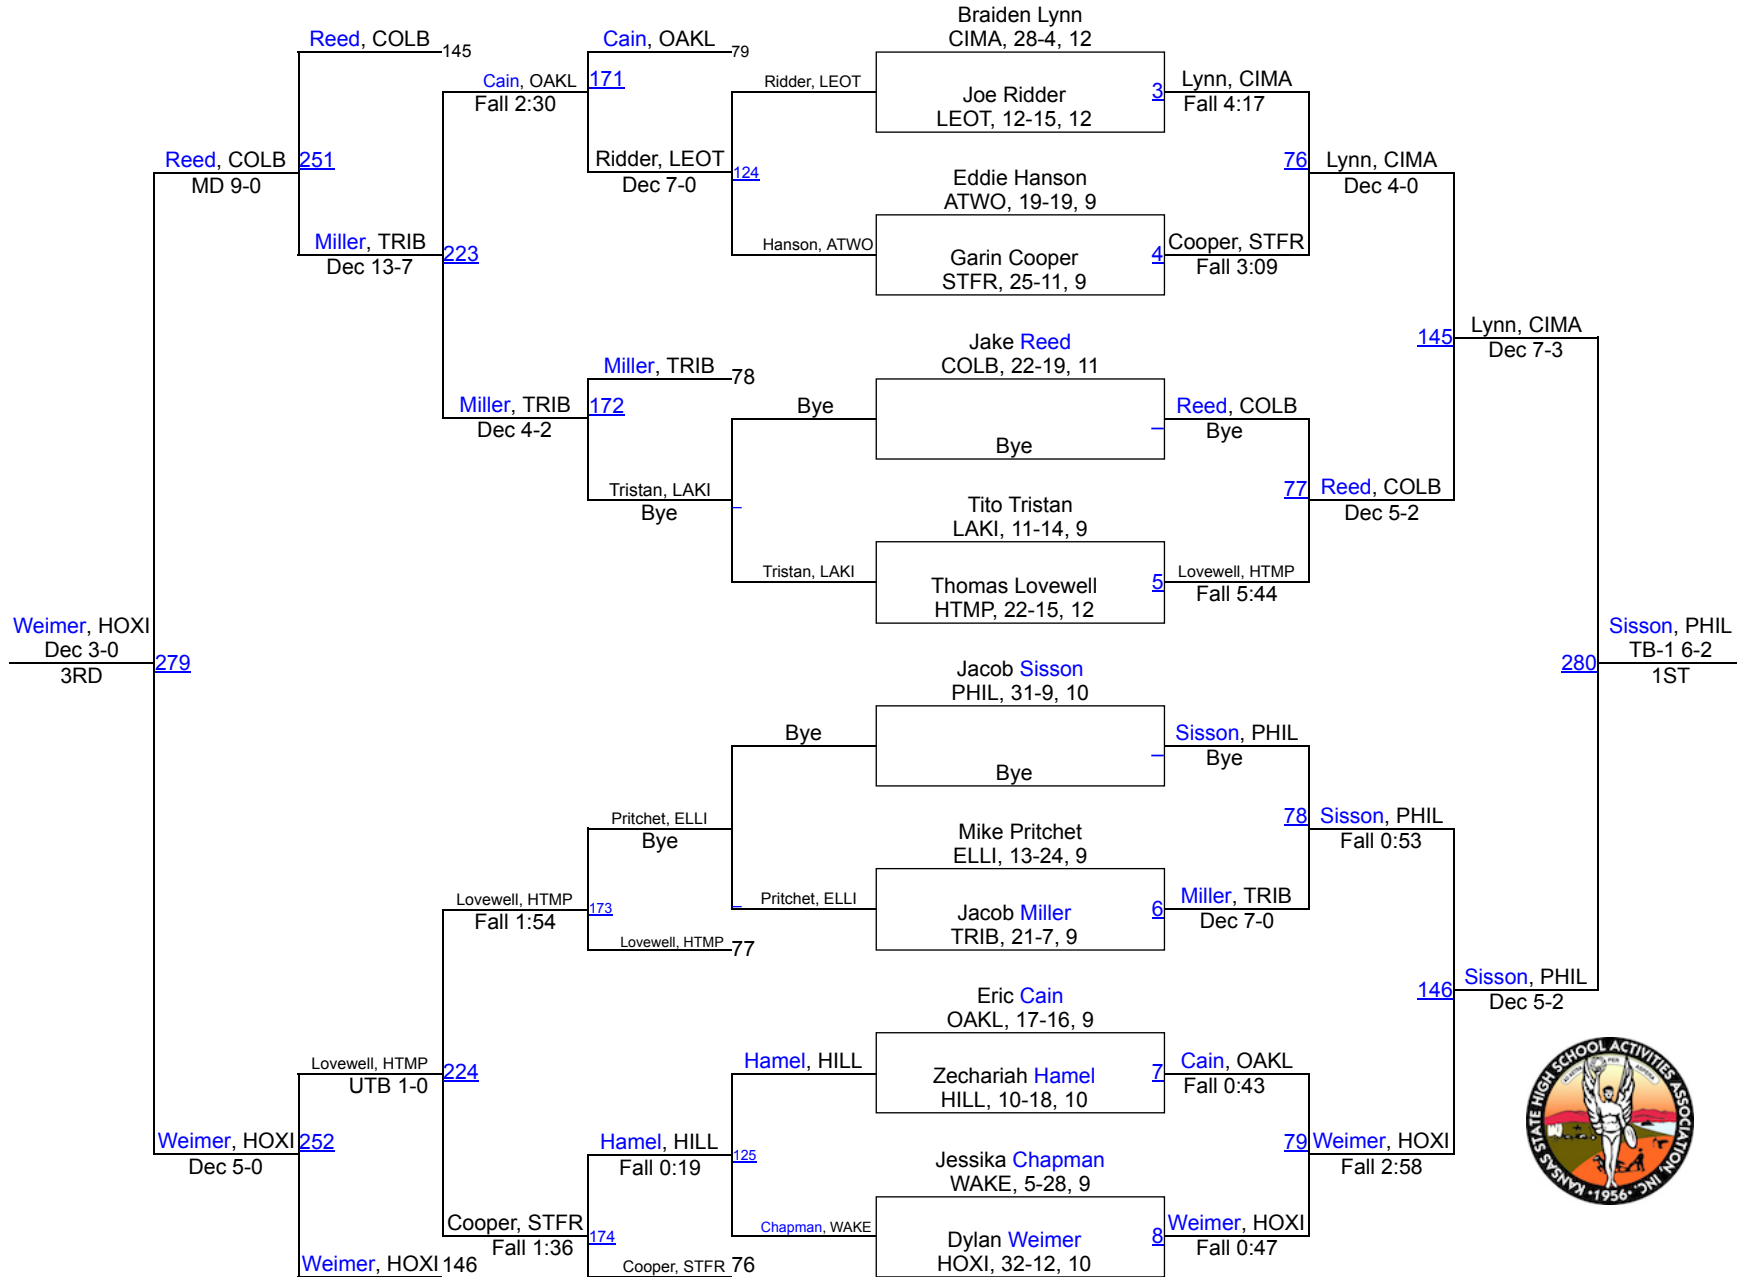 Braiden Lynn
CIMA, 28-4, 12
Reed, COLB
145
Cain, OAKL
79
Cain, OAKL
171
Fall 2:30
Ridder, LEOT
Joe Ridder
LEOT, 12-15, 12
3
Lynn, CIMA
Fall 4:17
Reed, COLB
251
MD 9-0
Ridder, LEOT
124
Dec 7-0
Eddie Hanson
ATWO, 19-19, 9
76
Lynn, CIMA
Dec 4-0
Miller, TRIB
223
Dec 13-7
Hanson, ATWO
Garin Cooper
STFR, 25-11, 9
4
Cooper, STFR
Fall 3:09
Jake Reed
COLB, 22-19, 11
145
Lynn, CIMA
Dec 7-3
Miller, TRIB
78
Miller, TRIB
172
Dec 4-2
Bye
Bye
Reed, COLB
Bye
Tristan, LAKI
Bye
Tito Tristan
LAKI, 11-14, 9
77
Reed, COLB
Dec 5-2
Tristan, LAKI
Thomas Lovewell
HTMP, 22-15, 12
5
Lovewell, HTMP
Fall 5:44
Weimer, HOXI
Dec 3-0
279
3RD
Jacob Sisson
PHIL, 31-9, 10
280
Sisson, PHIL
TB-1 6-2
1ST
Bye
Bye
Sisson, PHIL
Bye
Pritchet, ELLI
Bye
Mike Pritchet
ELLI, 13-24, 9
78
Sisson, PHIL
Fall 0:53
Lovewell, HTMP
173
Fall 1:54
Pritchet, ELLI
Jacob Miller
TRIB, 21-7, 9
6
Miller, TRIB
Dec 7-0
Lovewell, HTMP
77
Eric Cain
OAKL, 17-16, 9
146
Sisson, PHIL
Dec 5-2
Lovewell, HTMP
224
UTB 1-0
Hamel, HILL
Zechariah Hamel
HILL, 10-18, 10
7
Cain, OAKL
Fall 0:43
Weimer, HOXI
252
Dec 5-0
Hamel, HILL
125
Fall 0:19
Jessika Chapman
WAKE, 5-28, 9
79
Weimer, HOXI
Fall 2:58
Cooper, STFR
174
Fall 1:36
Chapman, WAKE
Dylan Weimer
HOXI, 32-12, 10
8
Weimer, HOXI
Fall 0:47
Weimer, HOXI
146
Cooper, STFR
76
KANSAS STATE HIGH SCHOOL ACTIVITIES ASSOCIATION, INC.
•1956•